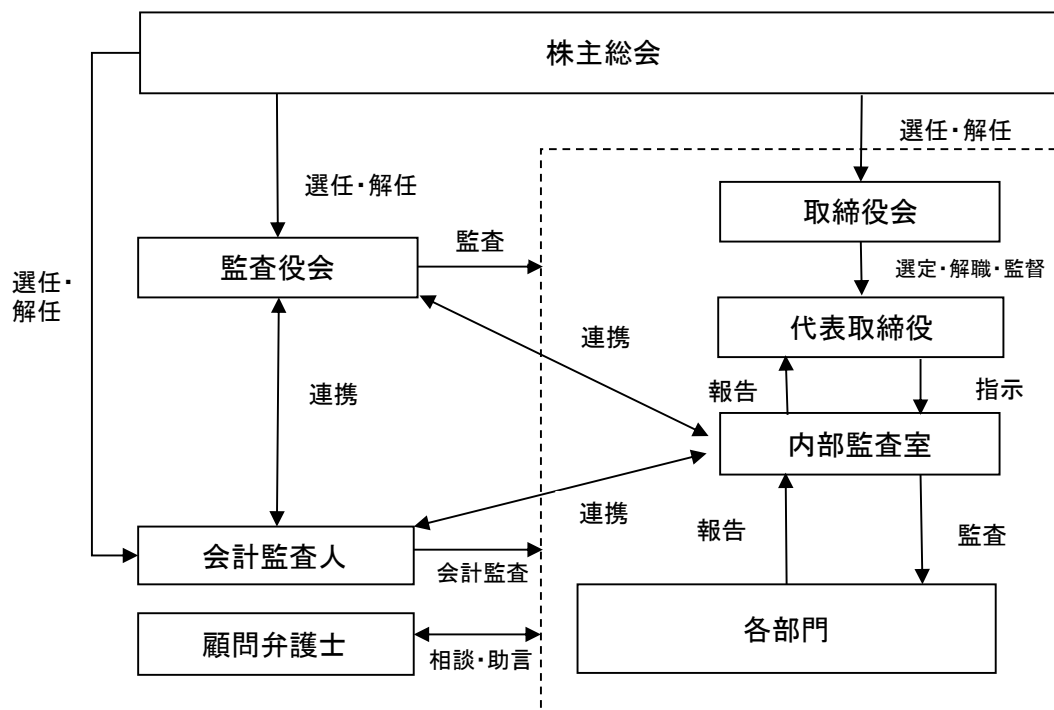 株主総会
選任・解任
選任・解任
取締役会
監査役会
監査
選定・解職・監督
選任・
解任
代表取締役
連携
報告
指示
連携
内部監査室
連携
報告
監査
会計監査人
会計監査
各部門
顧問弁護士
相談・助言